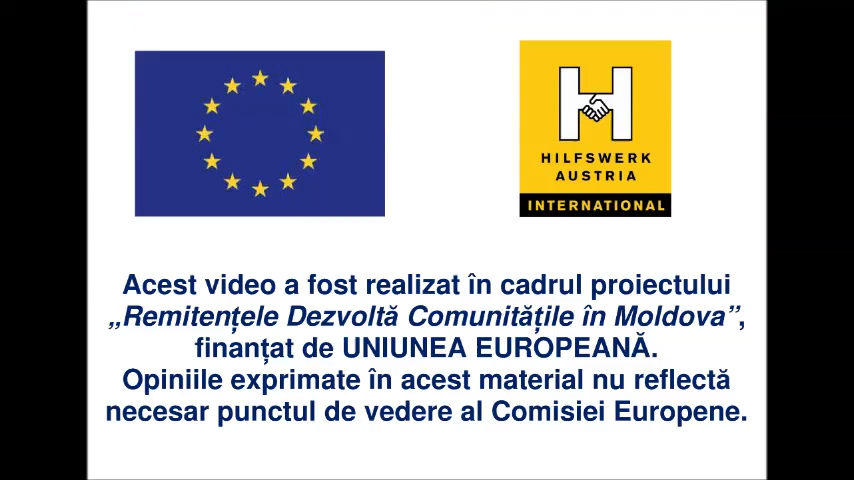 HILFSWERK
AUSTRIA
INTERNATIONAL
Acest video a fost realizat în cadrul proiectului
„Remitențele Dezvoltă Comunitățile în Moldova”,
finanțat de UNIUNEA EUROPEANĂ.
Opiniile exprimate în acest material nu reflectă
necesar punctul de vedere al Comisiei Europene.